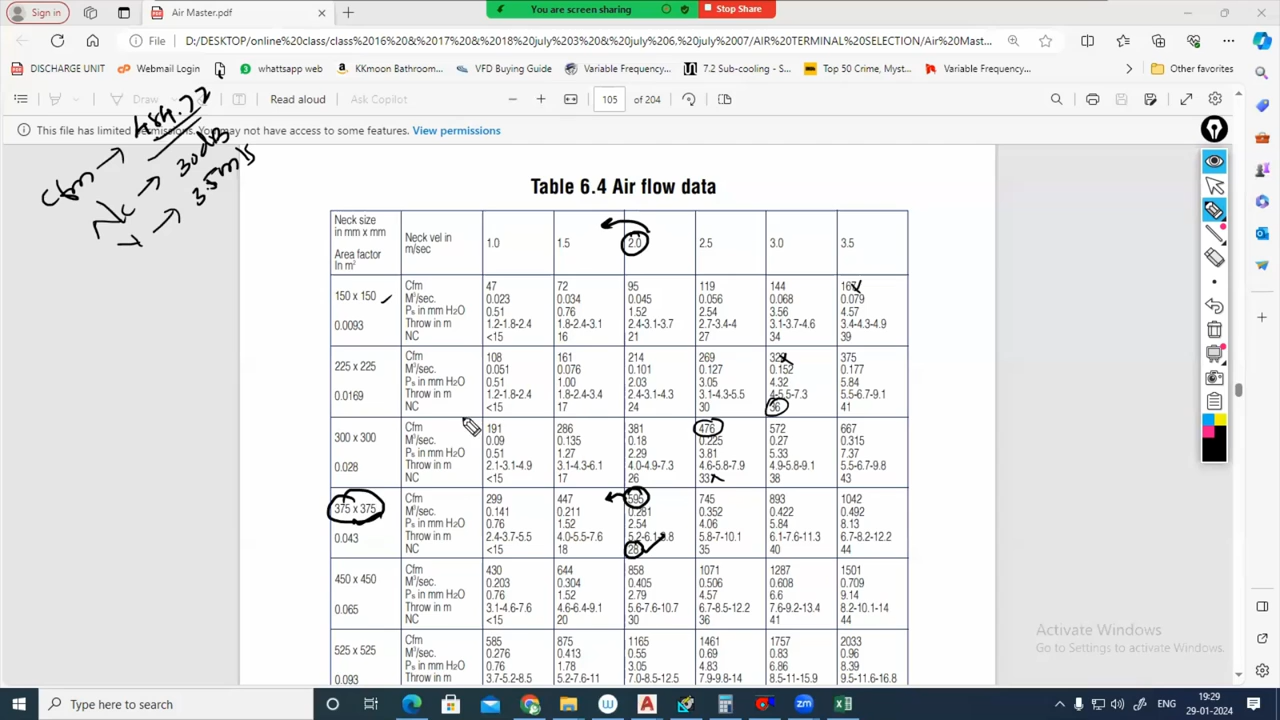 Sign in
Air Master.pdf
You are screen sharing
Stop Share
File
D:/DESKTOP/online%20class/class%2016%20&%2017%20&%2018%20july%203%20&%20july%206.%20july%2007/AIR%20TERMINAL%20SELECTION/Air%20Mast...
DISCHARGE UNIT
Webmail Login
whattsapp web
KKmoon Bathroom...
VFD Buying Guide
Variable Frequency...
7.2 Sub-cooling - S...
Top 50 Crime, Myst...
Variable Frequency...
Other favorites
Draw
Read aloud
Ask Copilot
105 of 204
This file has limited permissions. You may not have access to some features. View permissions
Cfm → 484.22
Nc → 30db
V → 3.5m/s
Table 6.4 Air flow data
Neck size
in mm x mm
Area factor
In m²
Neck vel in
m/sec
1.0 1.5 2.0 2.5 3.0 3.5
150 x 150
0.0093
Cfm 47 72 95 119 144
M³/sec. 0.023 0.034 0.045 0.056 0.068 0.079
Pₛ in mm H2O 0.51 0.76 1.52 2.54 3.56 4.57
Throw in m 1.2-1.8-2.4 1.8-2.4-3.1 2.4-3.1-3.7 2.7-3.4-4 3.1-3.7-4.6 3.4-4.3-4.9
NC <15 16 21 27 34 39
225 x 225
0.0169
Cfm 108 161 214 269 375
M³/sec. 0.051 0.076 0.101 0.127 0.152 0.177
Pₛ in mm H2O 0.51 1.00 2.03 3.05 4.32 5.84
Throw in m 1.2-1.8-2.4 1.8-2.4-3.4 2.4-3.1-4.3 3.1-4.3-5.5 4-5.5-7.3 5.5-6.7-9.1
NC <15 17 24 30 36 41
300 x 300
0.028
Cfm 191 286 381 476 572 667
M³/sec. 0.09 0.135 0.18 0.225 0.27 0.315
Pₛ in mm H2O 0.51 1.27 2.29 3.81 5.33 7.37
Throw in m 2.1-3.1-4.9 3.1-4.3-6.1 4.0-4.9-7.3 4.6-5.8-7.9 4.9-5.8-9.1 5.5-6.7-9.8
NC <15 17 26 33 38 43
375 x 375
0.043
Cfm 299 447 595 745 893 1042
M³/sec. 0.141 0.211 0.281 0.352 0.422 0.492
Pₛ in mm H2O 0.76 1.52 2.54 4.06 5.84 8.13
Throw in m 2.4-3.7-5.5 4.0-5.5-7.6 5.8-7-10.1 6.1-7.6-11.3 6.7-8.2-12.2
NC <15 18 28 35 40 44
450 x 450
0.065
Cfm 430 644 858 1071 1287 1501
M³/sec. 0.203 0.304 0.405 0.506 0.608 0.709
Pₛ in mm H2O 0.76 1.52 2.79 4.57 6.6 9.14
Throw in m 3.1-4.6-7.6 4.6-6.4-9.1 5.6-7.6-10.7 6.7-8.5-12.2 7.6-9.2-13.4 8.2-10.1-14
NC <15 20 30 36 41 44
525 x 525
0.093
Cfm 585 875 1165 1461 1757 2033
M³/sec. 0.276 0.413 0.55 0.69 0.83 0.96
Pₛ in mm H2O 0.76 1.78 3.05 4.83 6.86 8.39
Throw in m 3.7-5.2-8.5 5.2-7.6-11 7.0-8.5-12.5 7.9-9.8-14 8.5-11-15.9 9.5-11.6-16.8
Activate Windows
Go to Settings to activate Windows.
Type here to search
ENG
19:29
29-01-2024